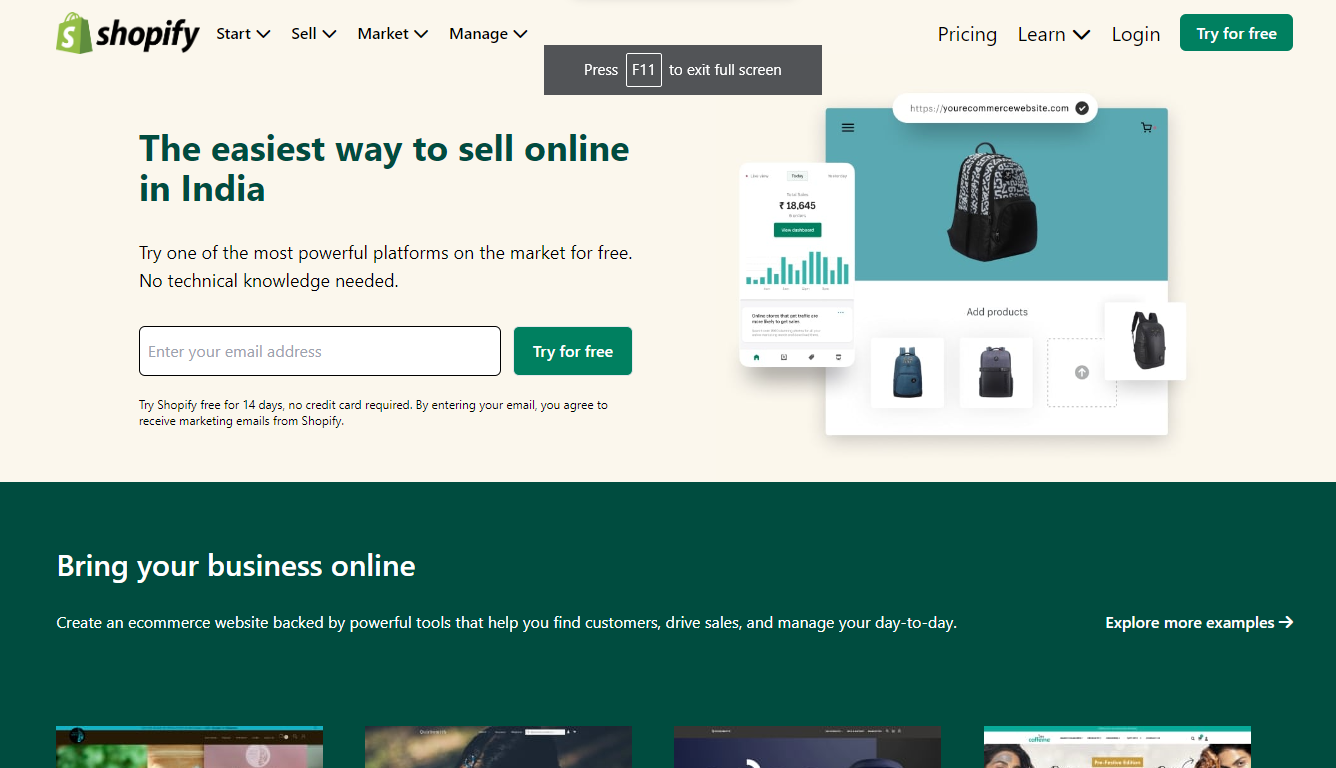 shopify
Start
Sell
Market
Manage
Pricing
Learn
Login
Try for free
Press F11 to exit full screen
The easiest way to sell online
in India
Try one of the most powerful platforms on the market for free.
No technical knowledge needed.
Enter your email address
Try for free
Try Shopify free for 14 days, no credit card required. By entering your email, you agree to
receive marketing emails from Shopify.
https://yourecommercewebsite.com
Live view
Today
Yesterday
Total Sales
₹ 18,645
View dashboard
Online stores that get traffic are
more likely to get sales
Add products
Bring your business online
Create an ecommerce website backed by powerful tools that help you find customers, drive sales, and manage your day-to-day.
Explore more examples
Pre-Festive Edition